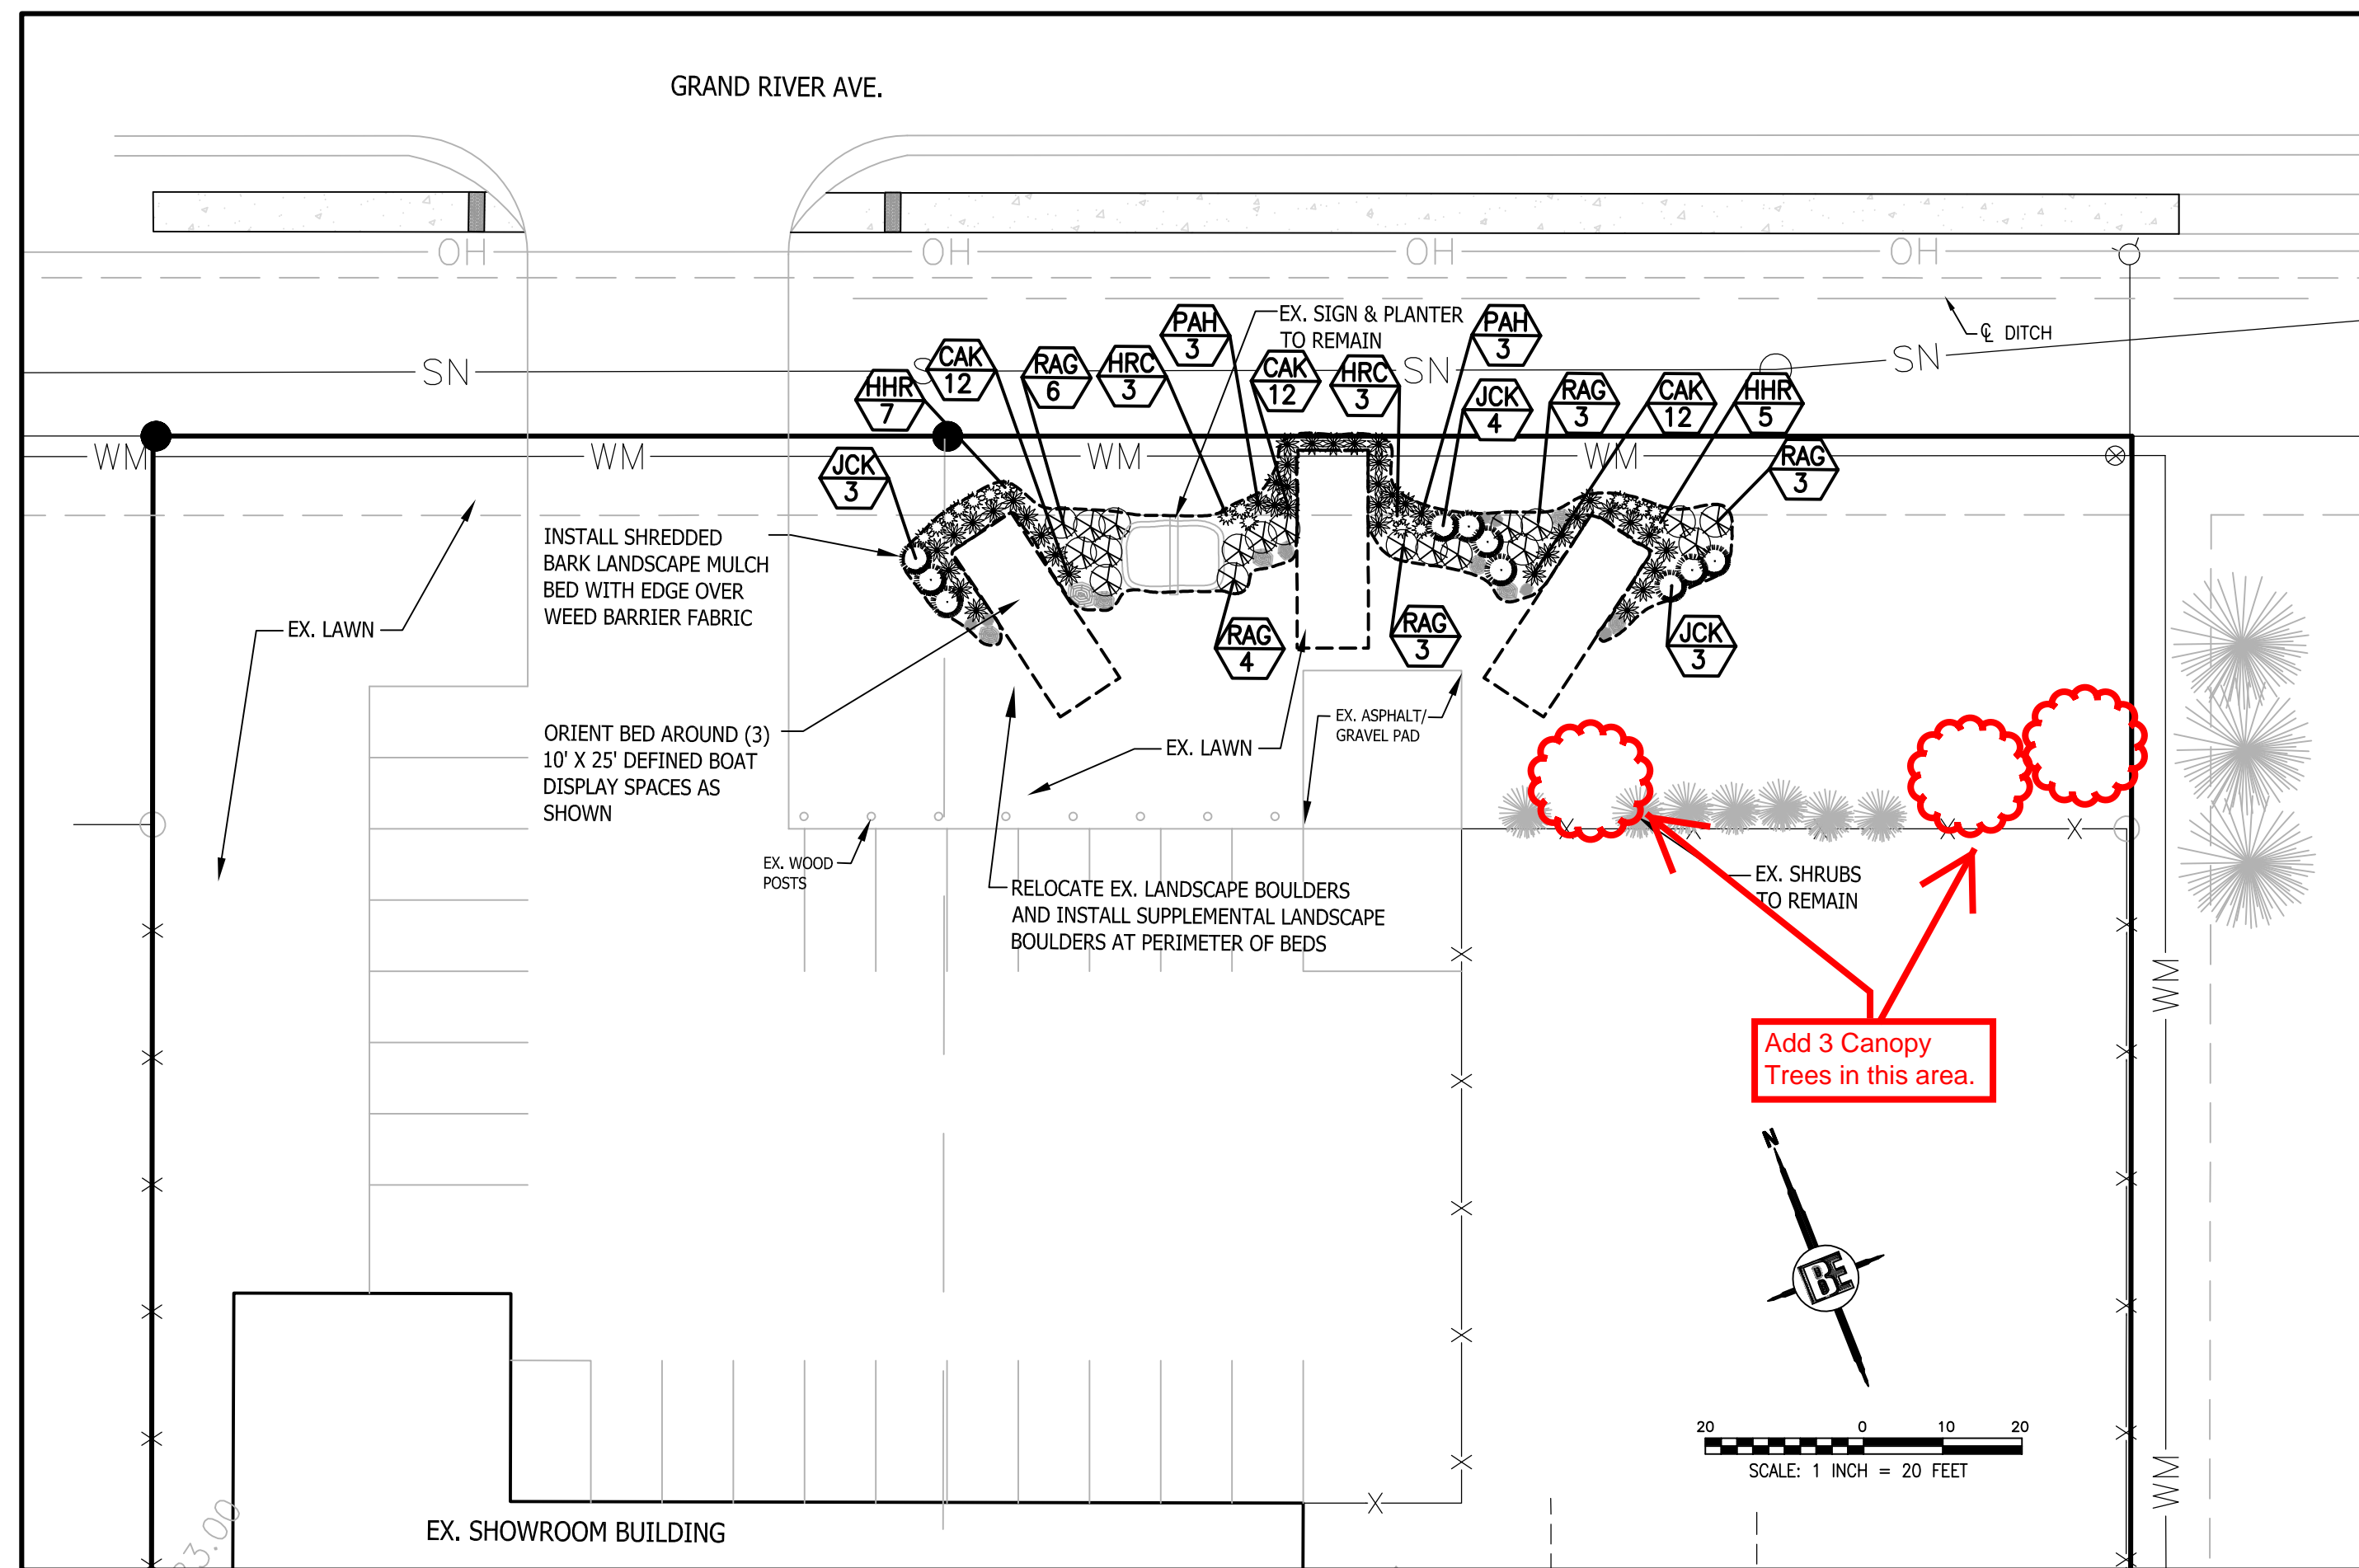 GRAND RIVER AVE.
OH
OH
OH
OH
EX. SIGN & PLANTER
TO REMAIN
℄ DITCH
SN
S
SN
SN
PAH
3
PAH
3
CAK
12
RAG
6
HRC
3
CAK
12
HRC
3
HHR
7
JCK
4
RAG
3
CAK
12
HHR
5
WM
WM
WM
WM
JCK
3
RAG
3
INSTALL SHREDDED
BARK LANDSCAPE MULCH
BED WITH EDGE OVER
WEED BARRIER FABRIC
EX. LAWN
RAG
4
RAG
3
JCK
3
ORIENT BED AROUND (3)
10' X 25' DEFINED BOAT
DISPLAY SPACES AS
SHOWN
EX. LAWN
EX. ASPHALT/
GRAVEL PAD
EX. WOOD
POSTS
RELOCATE EX. LANDSCAPE BOULDERS
AND INSTALL SUPPLEMENTAL LANDSCAPE
BOULDERS AT PERIMETER OF BEDS
EX. SHRUBS
TO REMAIN
WM
Add 3 Canopy
Trees in this area.
N
BE
20 0 10 20
SCALE: 1 INCH = 20 FEET
WM
EX. SHOWROOM BUILDING
3.00